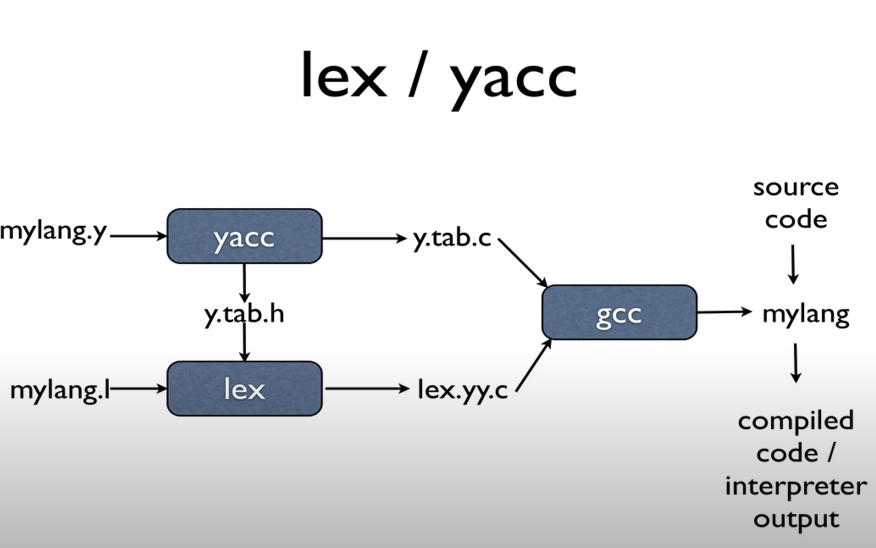 lex / yacc
mylang.y
yacc
y.tab.c
y.tab.h
mylang.l
lex
lex.yy.c
gcc
source
code
mylang
compiled
code /
interpreter
output